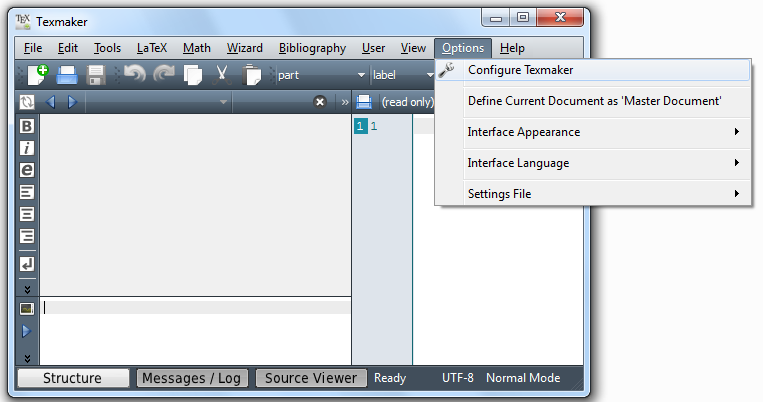 TEX Texmaker
File Edit Tools LaTeX Math Wizard Bibliography User View Options Help
part label
Configure Texmaker
(read only)
Define Current Document as 'Master Document'
1 1
B
Interface Appearance
i
e
Interface Language
Settings File
Structure Messages / Log Source Viewer Ready UTF-8 Normal Mode